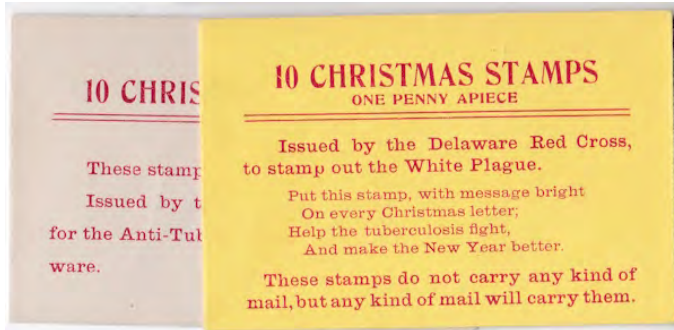 10 CHRIS
These stamp
Issued by t
for the Anti-Tub
ware.
10 CHRISTMAS STAMPS
ONE PENNY APIECE
Issued by the Delaware Red Cross,
to stamp out the White Plague.
Put this stamp, with message bright
On every Christmas letter;
Help the tuberculosis fight,
And make the New Year better.
These stamps do not carry any kind of
mail, but any kind of mail will carry them.